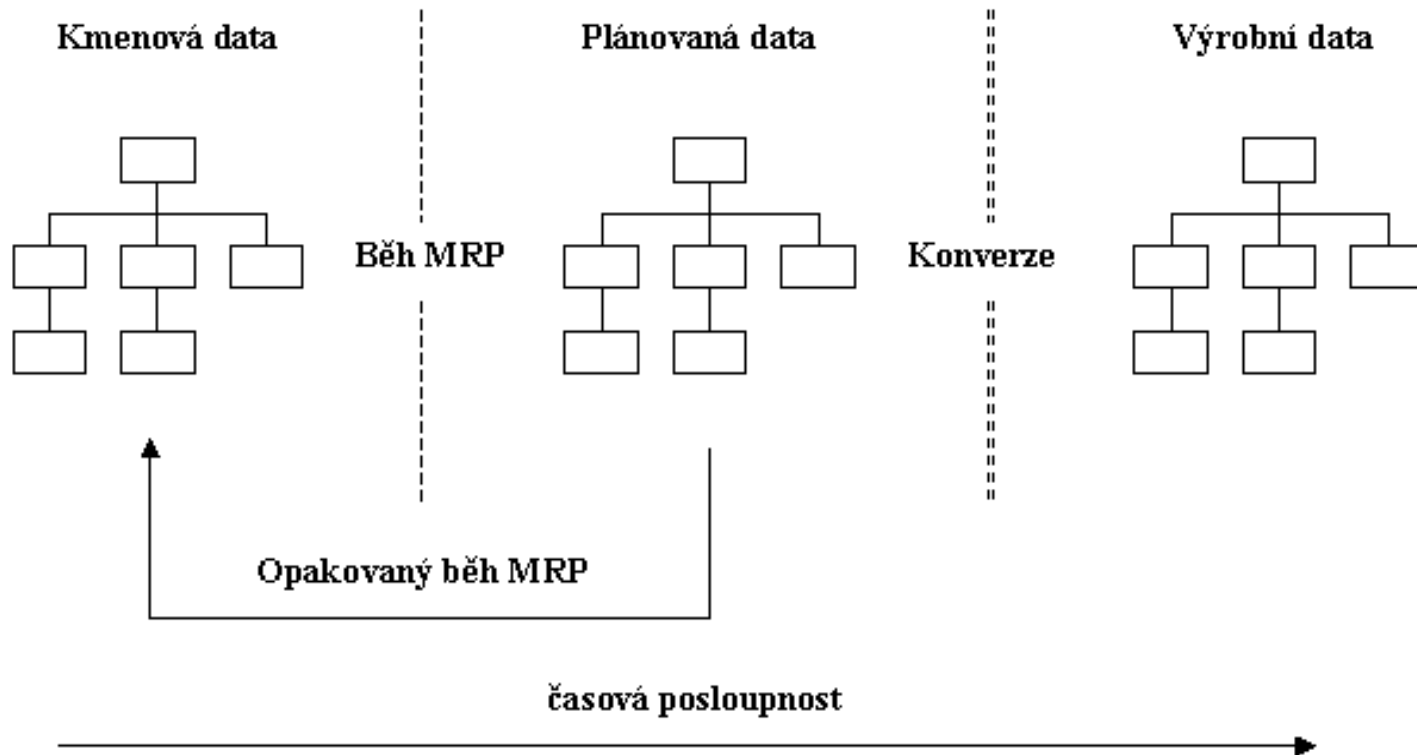 Kmenová data
Plánovaná data
Výrobní data
Běh MRP
Konverze
Opakovaný běh MRP
časová posloupnost